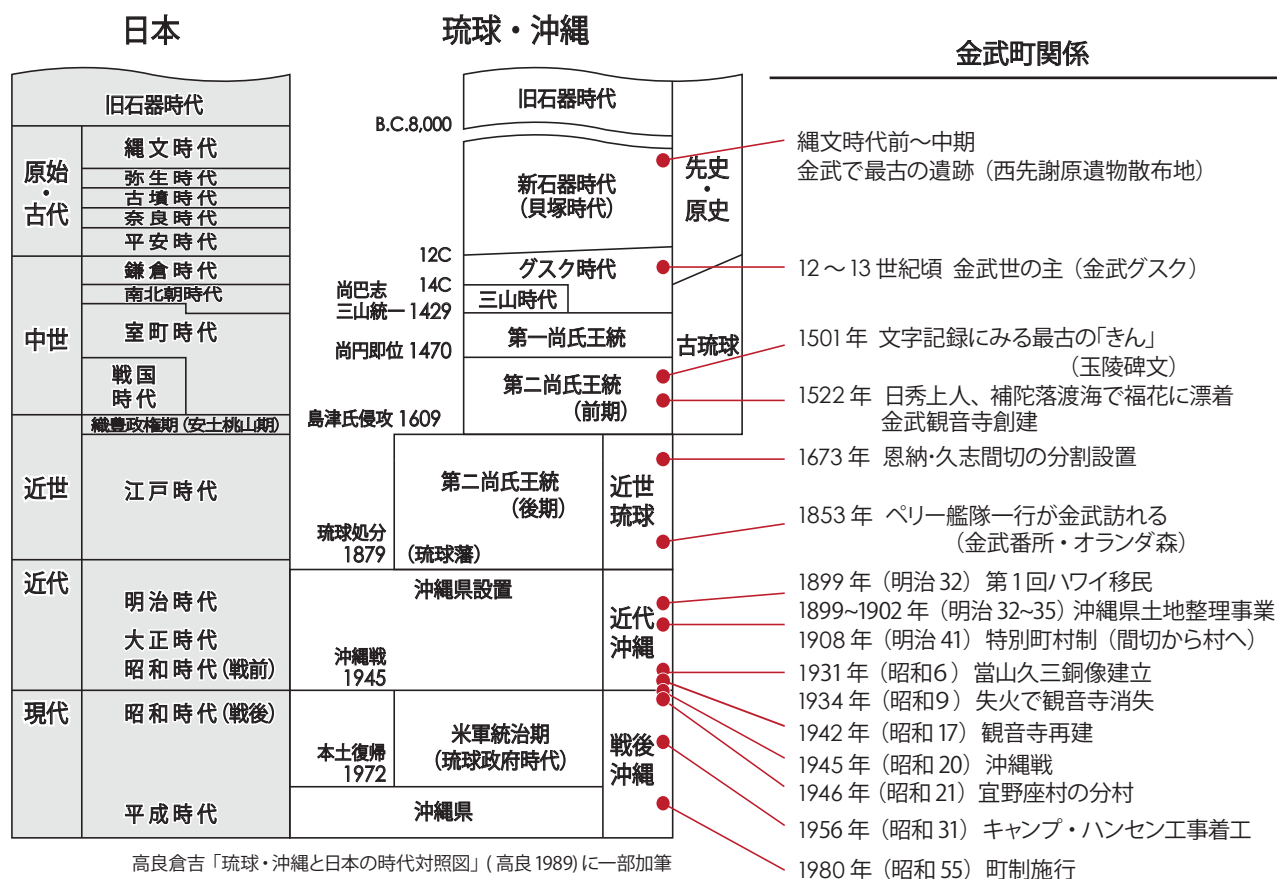 日本
琉球・沖縄
金武町関係
旧石器時代
原始・古代
縄文時代
弥生時代
古墳時代
奈良時代
平安時代
中世
鎌倉時代
南北朝時代
室町時代
戦国
時代
織豊政権期(安土桃山期)
近世
江戸時代
近代
明治時代
大正時代
昭和時代(戦前)
現代
昭和時代(戦後)
平成時代
旧石器時代
B.C.8,000
新石器時代
(貝塚時代)
先史・原史
12C
グスク時代
14C
尚巴志
三山統一 1429
三山時代
第一尚氏王統
尚円即位 1470
古琉球
第二尚氏王統
(前期)
島津氏侵攻 1609
第二尚氏王統
(後期)
近世
琉球
琉球処分
1879
(琉球藩)
沖縄県設置
近代
沖縄
沖縄戦
1945
米軍統治期
(琉球政府時代)
戦後
沖縄
本土復帰
1972
沖縄県
縄文時代前～中期
金武で最古の遺跡（西先謝原遺物散布地）
12～13世紀頃 金武世の主（金武グスク）
1501年 文字記録にみる最古の「きん」
（玉陵碑文）
1522年 日秀上人、補陀落渡海で福花に漂着
金武観音寺創建
1673年 恩納・久志間切の分割設置
1853年 ペリー艦隊一行が金武訪れる
（金武番所・オランダ森）
1899年（明治32）第1回ハワイ移民
1899~1902年（明治32~35）沖縄県土地整理事業
1908年（明治41）特別町村制（間切から村へ）
1931年（昭和6）當山久三銅像建立
1934年（昭和9）失火で観音寺消失
1942年（昭和17）観音寺再建
1945年（昭和20）沖縄戦
1946年（昭和21）宜野座村の分村
1956年（昭和31）キャンプ・ハンセン工事着工
1980年（昭和55）町制施行
高良倉吉「琉球・沖縄と日本の時代対照図」(高良1989)に一部加筆